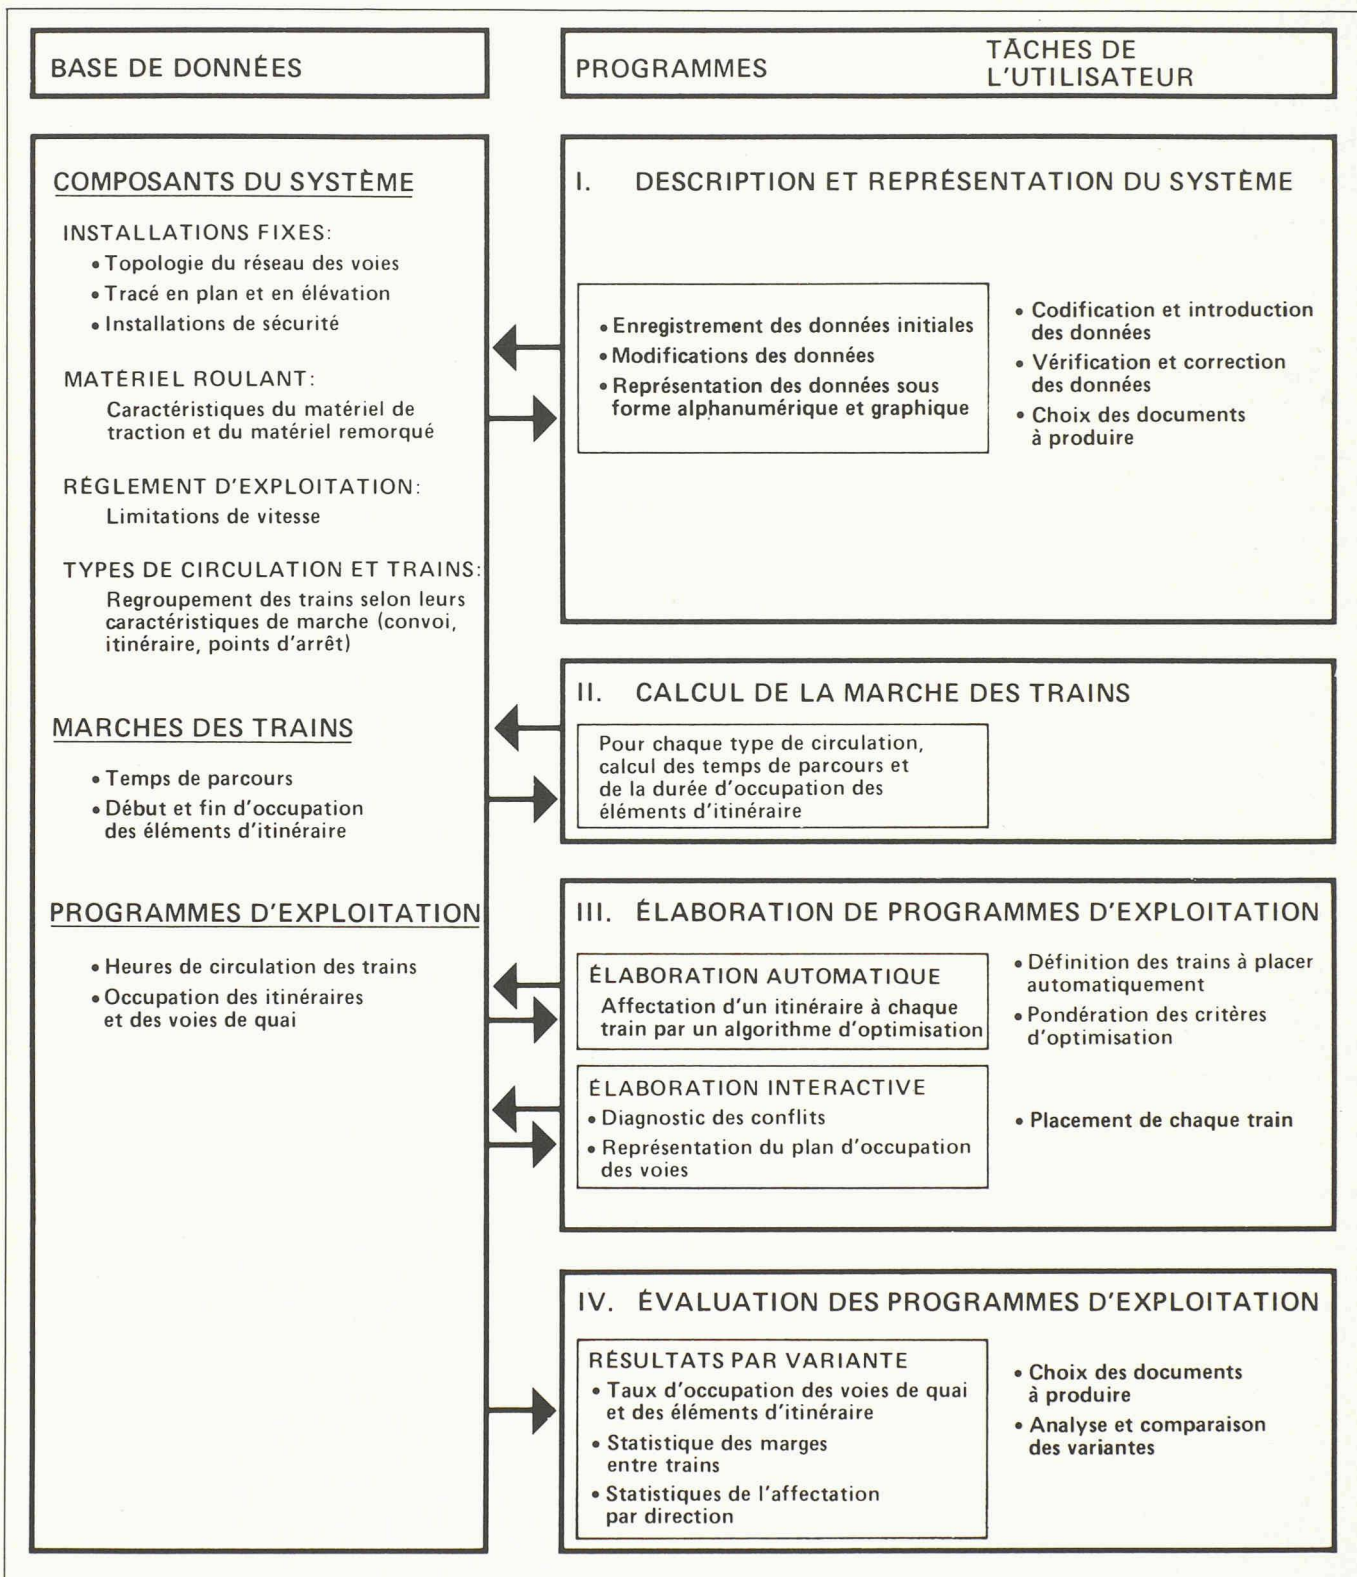 BASE DE DONNÉES
PROGRAMMES
TÂCHES DE
L'UTILISATEUR
COMPOSANTS DU SYSTÈME
INSTALLATIONS FIXES:
• Topologie du réseau des voies
• Tracé en plan et en élévation
• Installations de sécurité
MATÉRIEL ROULANT:
Caractéristiques du matériel de
traction et du matériel remorqué
RÈGLEMENT D'EXPLOITATION:
Limitations de vitesse
TYPES DE CIRCULATION ET TRAINS:
Regroupement des trains selon leurs
caractéristiques de marche (convoi,
itinéraire, points d'arrêt)
MARCHES DES TRAINS
• Temps de parcours
• Début et fin d'occupation
des éléments d'itinéraire
PROGRAMMES D'EXPLOITATION
• Heures de circulation des trains
• Occupation des itinéraires
et des voies de quai
I. DESCRIPTION ET REPRÉSENTATION DU SYSTÈME
• Enregistrement des données initiales
• Modifications des données
• Représentation des données sous
forme alphanumérique et graphique
• Codification et introduction
des données
• Vérification et correction
des données
• Choix des documents
à produire
II. CALCUL DE LA MARCHE DES TRAINS
Pour chaque type de circulation,
calcul des temps de parcours et
de la durée d'occupation des
éléments d'itinéraire
III. ÉLABORATION DE PROGRAMMES D'EXPLOITATION
ÉLABORATION AUTOMATIQUE
Affectation d'un itinéraire à chaque
train par un algorithme d'optimisation
• Définition des trains à placer
automatiquement
• Pondération des critères
d'optimisation
ÉLABORATION INTERACTIVE
• Diagnostic des conflits
• Représentation du plan d'occupation
des voies
• Placement de chaque train
IV. ÉVALUATION DES PROGRAMMES D'EXPLOITATION
RÉSULTATS PAR VARIANTE
• Taux d'occupation des voies de quai
et des éléments d'itinéraire
• Statistique des marges
entre trains
• Statistiques de l'affectation
par direction
• Choix des documents
à produire
• Analyse et comparaison
des variantes